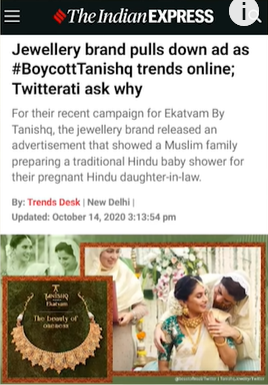 The Indian EXPRESS
i
Jewellery brand pulls down ad as
#BoycottTanishq trends online;
Twitterati ask why
For their recent campaign for Ekatvam By
Tanishq, the jewellery brand released an
advertisement that showed a Muslim family
preparing a traditional Hindu baby shower for
their pregnant Hindu daughter-in-law.
By: Trends Desk | New Delhi |
Updated: October 14, 2020 3:13:54 pm
TANISHQ
Ekatvam
The beauty of
oneness